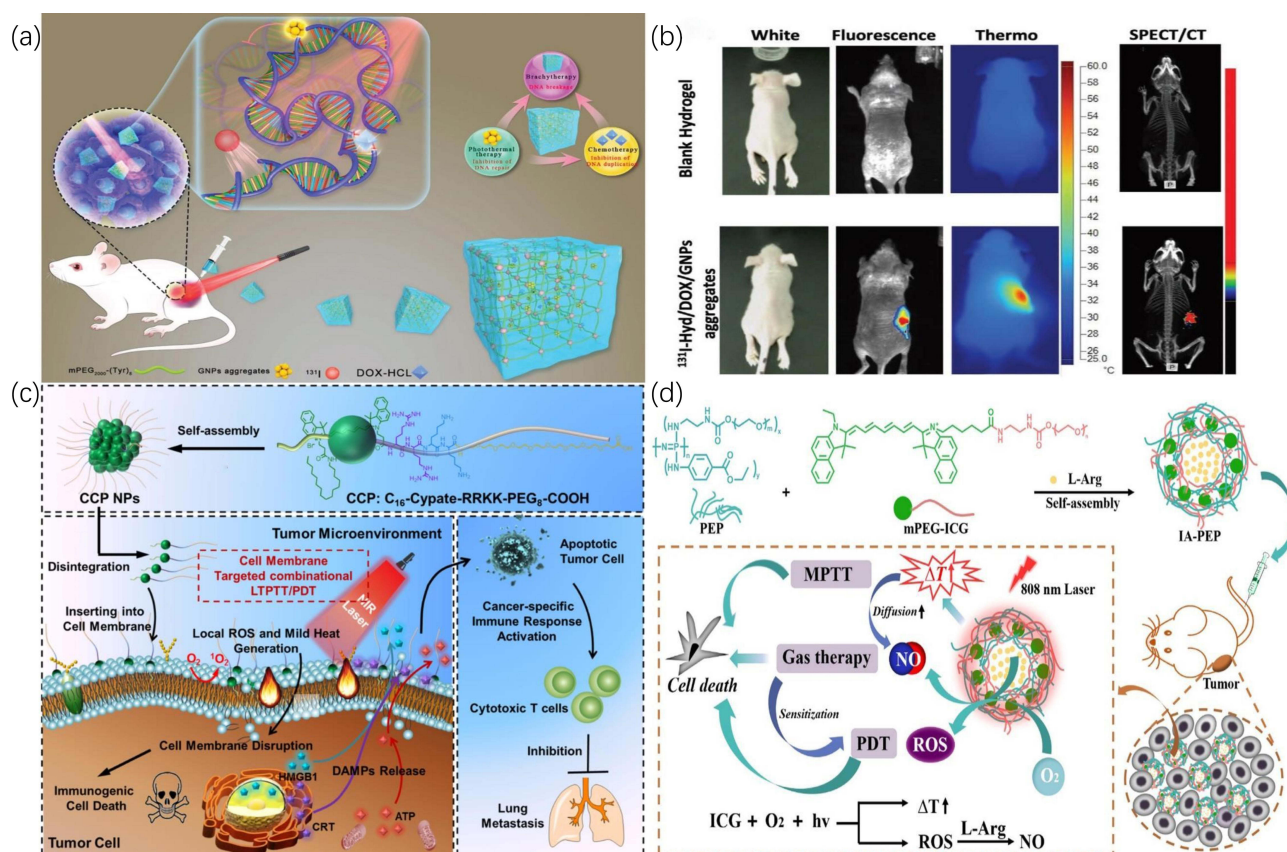 (a)
Brachytherapy
DNA breakage
Photothermal
therapy
Inhibition of
DNA repair
Chemotherapy
Inhibition of
DNA duplication
mPEG2000-(Tyr)8
GNPs aggregates
131I
DOX-HCL
(b)
White
Fluorescence
Thermo
SPECT/CT
Blank Hydrogel
131I-Hyd/DOX/GNPs
aggregates
60.0
58
56
54
52
50
48
46
44
42
40
38
36
34
32
30
28
26
25.0
°C
(c)
Self-assembly
CCP NPs
CCP: C16-Cypate-RRKK-PEG8-COOH
Tumor Microenvironment
Disintegration
Cell Membrane
Targeted combinational
LTPTT/PDT
NIR
Laser
Inserting into
Cell Membrane
Local ROS and Mild Heat
Generation
O2
1O2
Cell Membrane Disruption
HMGB1
DAMPs Release
Immunogenic
Cell Death
CRT
ATP
Tumor Cell
Apoptotic
Tumor Cell
Cancer-specific
Immune Response
Activation
Cytotoxic T cells
Inhibition
Lung
Metastasis
(d)
PEP
+
mPEG-ICG
L-Arg
Self-assembly
IA-PEP
MPTT
ΔT↑
808 nm Laser
Diffusion↑
Gas therapy
NO
Cell death
Sensitization
PDT
ROS
O2
Tumor
ICG + O2 + hv
ΔT↑
ROS
L-Arg
NO